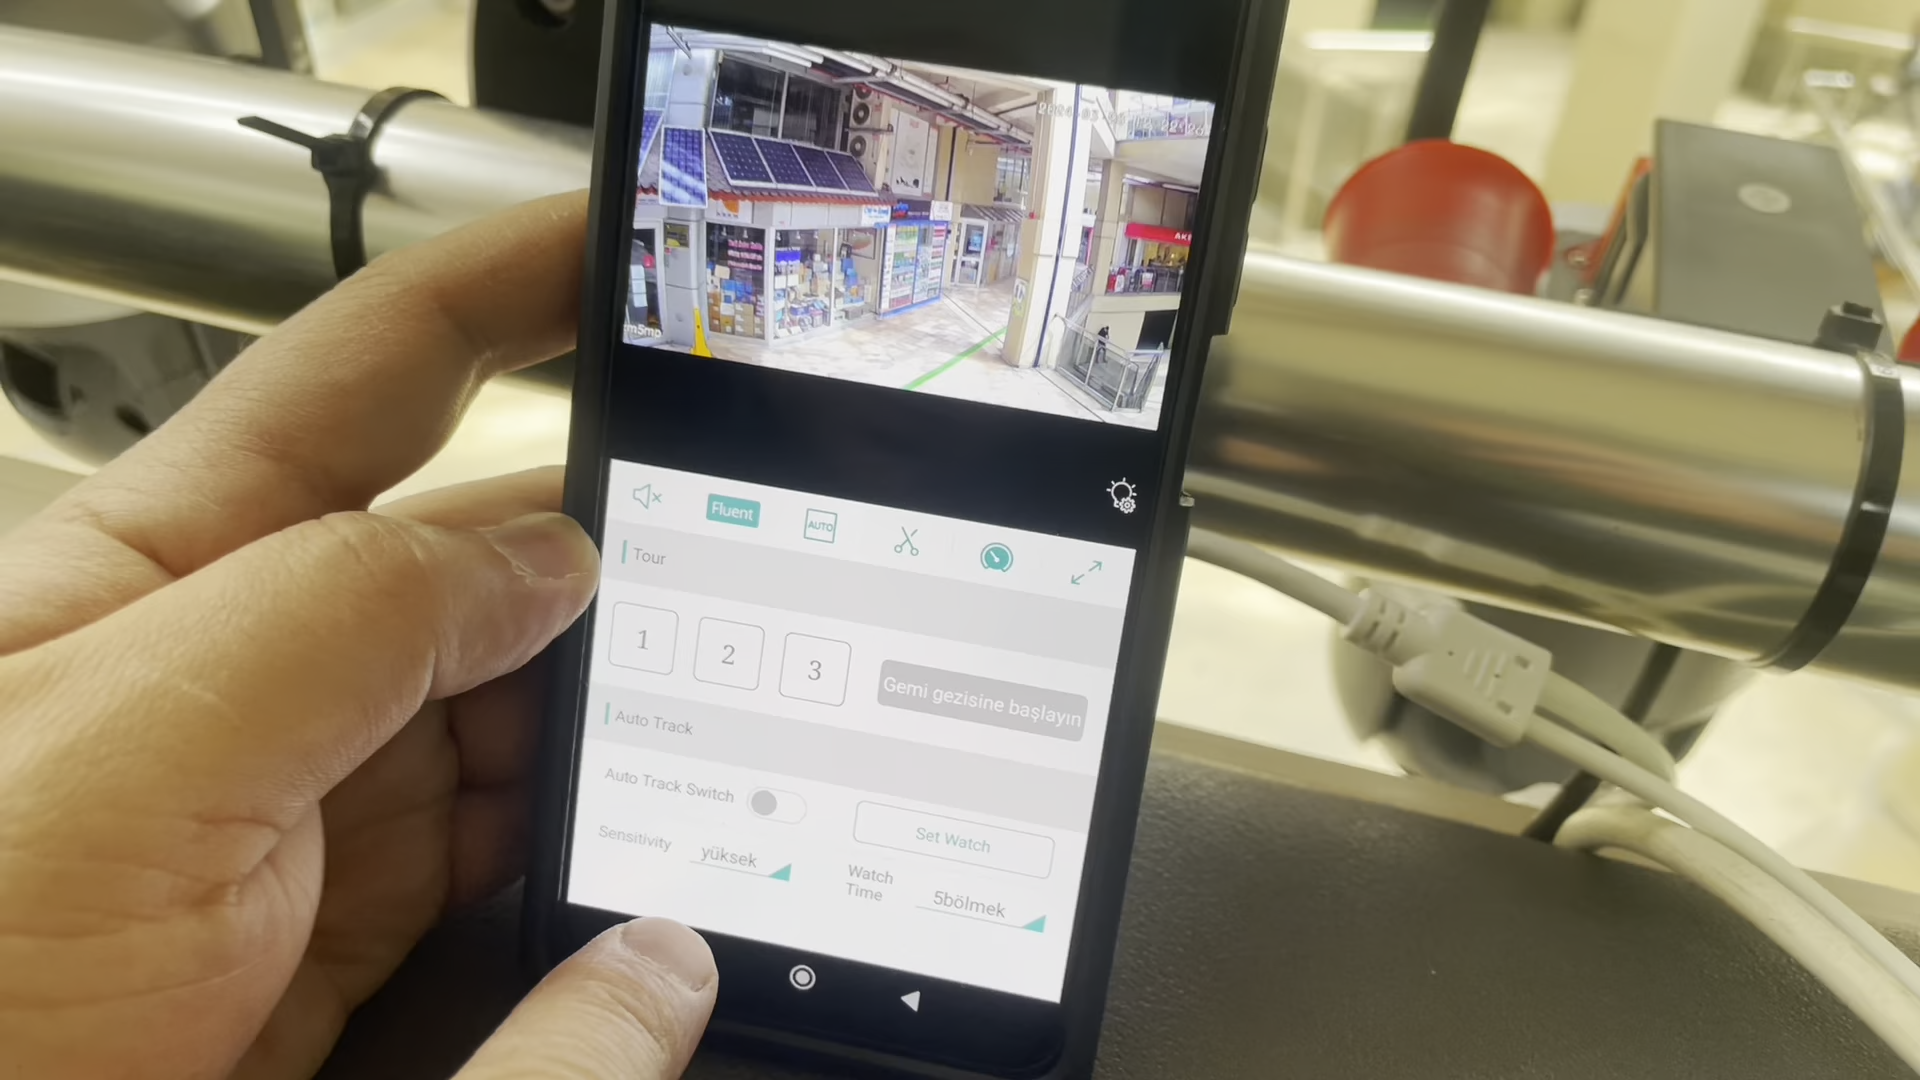 m5mp
Fluent
AUTO
Tour
1
2
3
Gemi gezisine başlayın
Auto Track
Auto Track Switch
Set Watch
Sensitivity
yüksek
Watch
Time
5bölmek